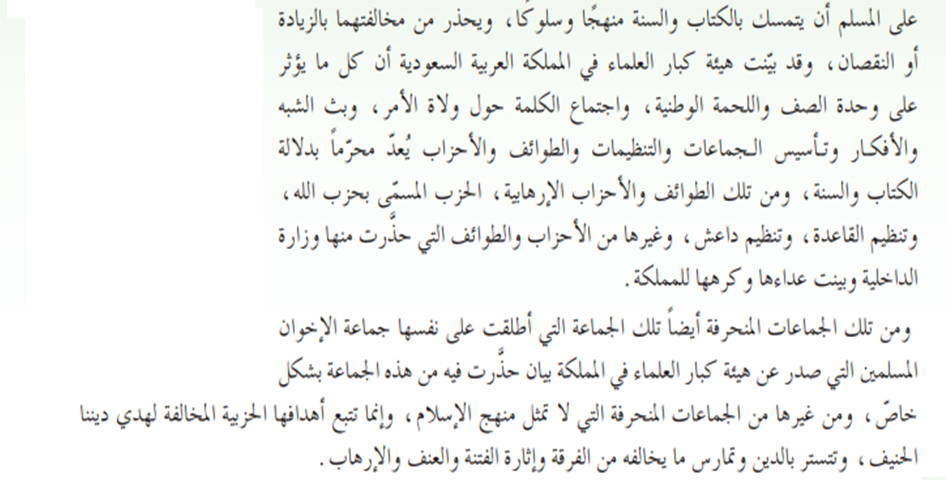 على المسلم أن يتمسك بالكتاب والسنة منهجًا وسلوكًا، ويحذر من مخالفتهما بالزيادة
أو النقصان، وقد بيّنت هيئة كبار العلماء في المملكة العربية السعودية أن كل ما يؤثر
على وحدة الصف واللحمة الوطنية، واجتماع الكلمة حول ولاة الأمر، وبث الشبه
والأفكار وتأسيس الجماعات والتنظيمات والطوائف والأحزاب يُعدّ محرّماً بدلالة
الكتاب والسنة، ومن تلك الطوائف والأحزاب الإرهابية، الحزب المسمّى بحزب الله،
وتنظيم القاعدة، وتنظيم داعش، وغيرها من الأحزاب والطوائف التي حذَّرت منها وزارة
الداخلية وبينت عداءها وكرهها للمملكة.
ومن تلك الجماعات المنحرفة أيضاً تلك الجماعة التي أطلقت على نفسها جماعة الإخوان
المسلمين التي صدر عن هيئة كبار العلماء في المملكة بيان حذَّرت فيه من هذه الجماعة بشكل
خاصّ، ومن غيرها من الجماعات المنحرفة التي لا تمثل منهج الإسلام، وإنما تتبع أهدافها الحزبية المخالفة لهدي ديننا
الحنيف، وتتستر بالدين وتمارس ما يخالفه من الفرقة وإثارة الفتنة والعنف والإرهاب.